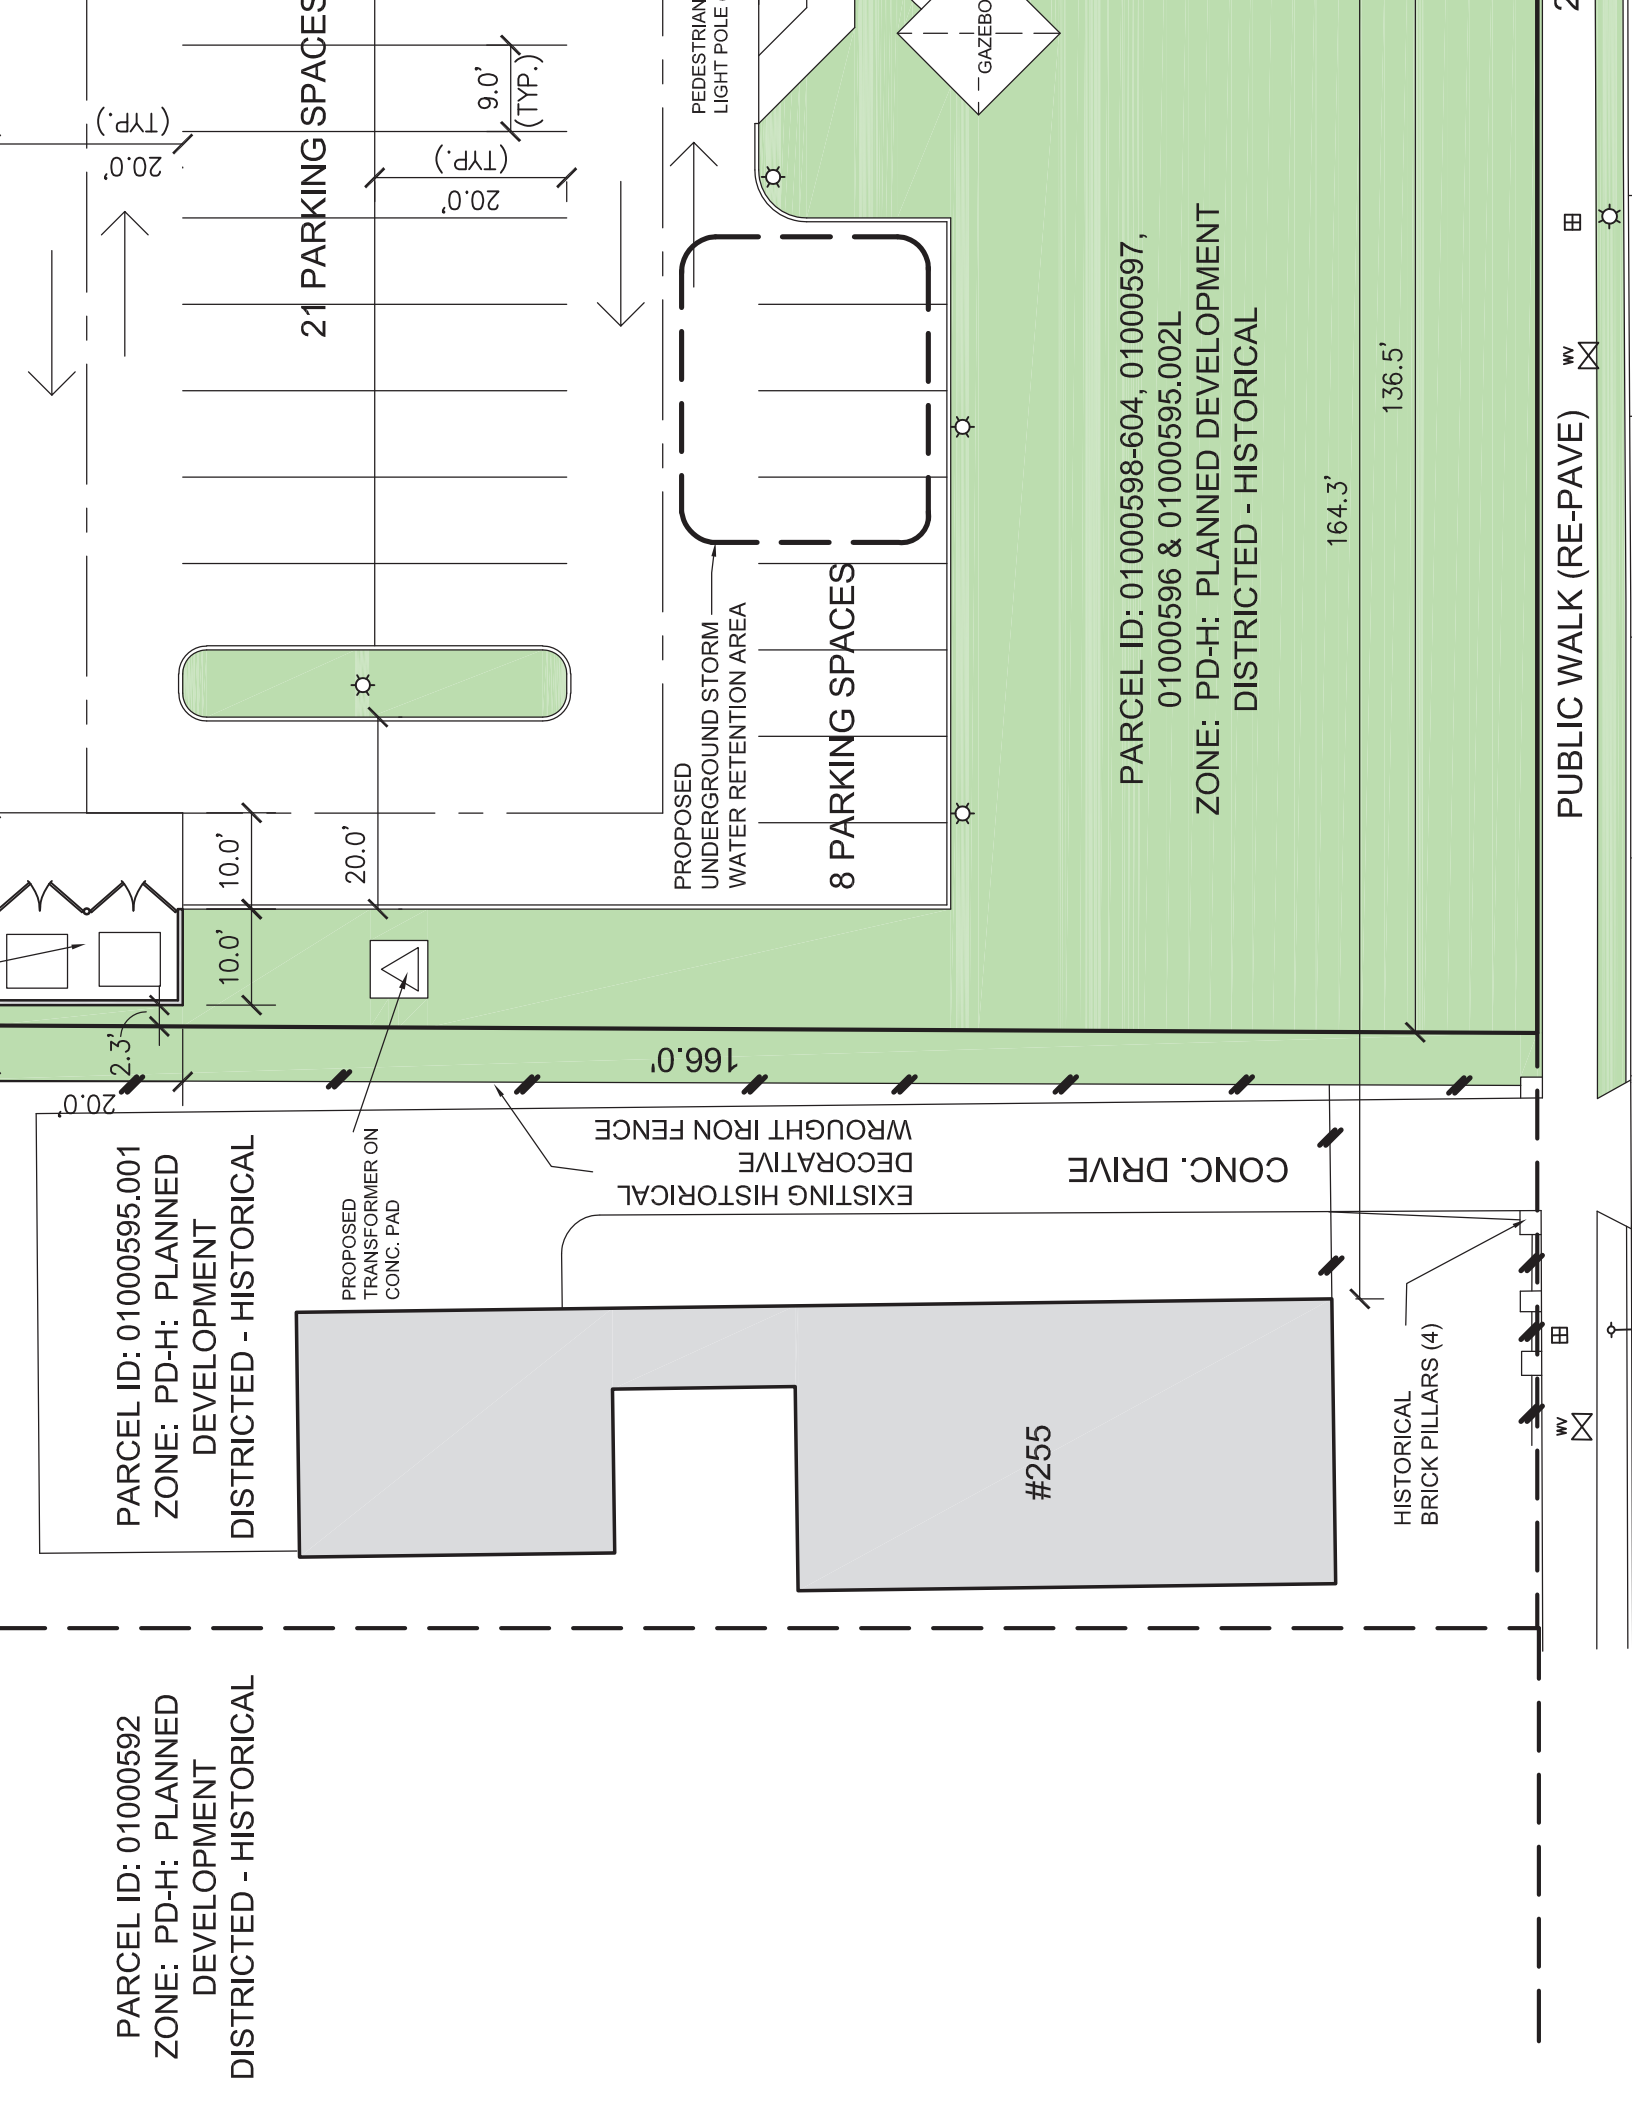 21 PARKING SPACES
20.0'
(TYP.)
9.0'
(TYP.)
20.0'
(TYP.)
PEDESTRIAN
LIGHT POLE
GAZEBO
PROPOSED
UNDERGROUND STORM
WATER RETENTION AREA
8 PARKING SPACES
PARCEL ID: 01000598-604, 01000597,
01000596 & 01000595.002L
ZONE: PD-H: PLANNED DEVELOPMENT
DISTRICTED - HISTORICAL
164.3'
136.5'
PUBLIC WALK (RE-PAVE)
2
WV
10.0'
10.0'
20.0'
2.3'
20.0'
166.0'
PARCEL ID: 01000595.001
ZONE: PD-H: PLANNED
DEVELOPMENT
DISTRICTED - HISTORICAL
PROPOSED
TRANSFORMER ON
CONC. PAD
EXISTING HISTORICAL
DECORATIVE
WROUGHT IRON FENCE
CONC. DRIVE
#255
HISTORICAL
BRICK PILLARS (4)
WV
PARCEL ID: 01000592
ZONE: PD-H: PLANNED
DEVELOPMENT
DISTRICTED - HISTORICAL